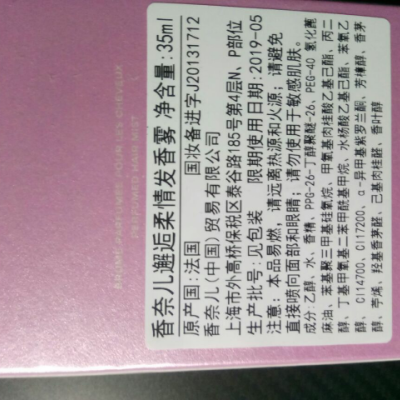 BRUME PARFUMÉE POUR LES CHEVEUX
PERFUMED HAIR MIST
香奈儿邂逅柔情发香雾 净含量: 35ml
原产国: 法国 国妆备进字J20131712
香奈儿(中国)贸易有限公司
上海市外高桥保税区泰谷路185号第4层N, P部位
生产批号: 见包装 限期使用日期: 2019-05
注意: 本品易燃, 请远离热源和火源; 请避免
直接喷向面部和眼睛; 请勿使用于敏感肌肤。
成分: 乙醇、水、香精、PPG-26-丁醇聚醚-26、PEG-40 氢化蓖
麻油、苯基聚三甲基硅氧烷、甲氧基肉桂酸乙基己酯、丙二
醇、丁基甲氧基二苯甲酰基甲烷、水杨酸乙基己酯、苯氧乙
醇、CI14700、CI17200、α-异甲基紫罗兰酮、芳樟醇、香茅
醇、苧烯、羟基香茅醛、己基肉桂醛、香叶醇